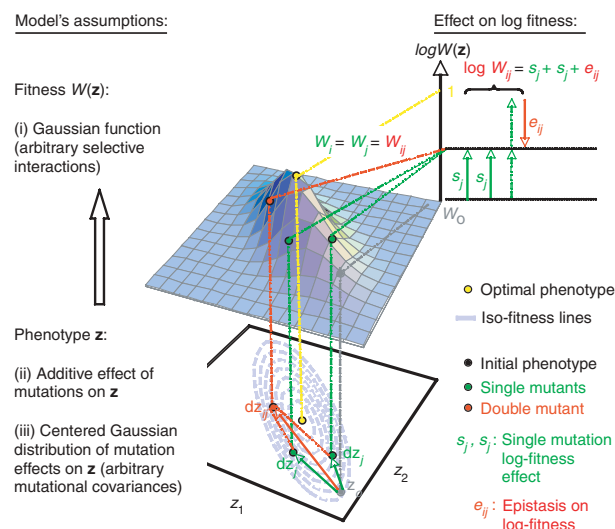 Model's assumptions:
Effect on log fitness:
logW(z)
log W_ij = s_j + s_j + e_ij
1
Fitness W(z):
(i) Gaussian function
(arbitrary selective
interactions)
W_i = W_j = W_ij
e_ij
s_j
s_j
W_o
Optimal phenotype
Iso-fitness lines
Phenotype z:
(ii) Additive effect of
mutations on z
(iii) Centered Gaussian
distribution of mutation
effects on z (arbitrary
mutational covariances)
Initial phenotype
Single mutants
Double mutant
dz_ij
dz_j
dz_j
z_o
z_1
z_2
s_j, s_j: Single mutation
log-fitness
effect
e_ij: Epistasis on
log-fitness